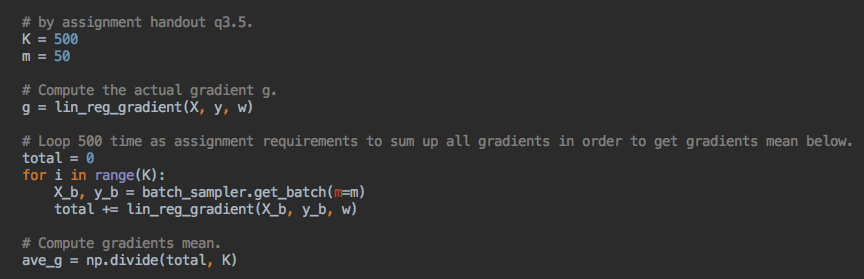 # by assignment handout q3.5.
K = 500
m = 50
# Compute the actual gradient g.
g = lin_reg_gradient(X, y, w)
# Loop 500 time as assignment requirements to sum up all gradients in order to get gradients mean below.
total = 0
for i in range(K):
    X_b, y_b = batch_sampler.get_batch(m=m)
    total += lin_reg_gradient(X_b, y_b, w)
# Compute gradients mean.
ave_g = np.divide(total, K)